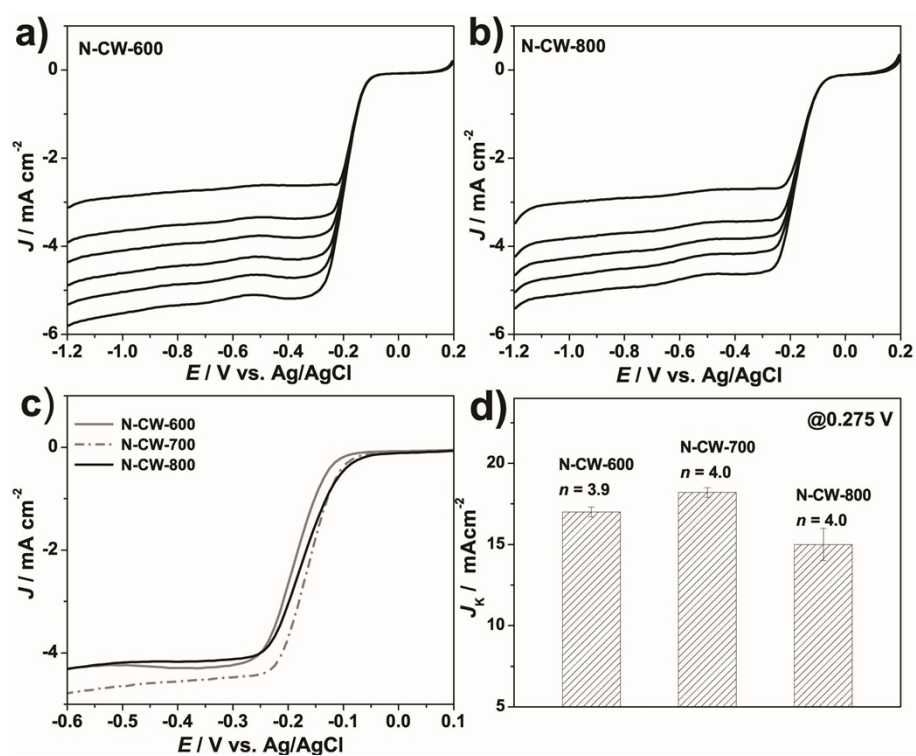 a)
N-CW-600
0
-2
-4
-6
J / mA cm-2
-1.2 -1.0 -0.8 -0.6 -0.4 -0.2 0.0 0.2
E / V vs. Ag/AgCl
b)
N-CW-800
0
-2
-4
-6
J / mA cm-2
-1.2 -1.0 -0.8 -0.6 -0.4 -0.2 0.0 0.2
E / V vs. Ag/AgCl
c)
N-CW-600
N-CW-700
N-CW-800
0
-2
-4
J / mA cm-2
-0.6 -0.5 -0.4 -0.3 -0.2 -0.1 0.0 0.1
E / V vs. Ag/AgCl
d)
@0.275 V
N-CW-600
n = 3.9
N-CW-700
n = 4.0
N-CW-800
n = 4.0
20
15
10
5
JK / mAcm-2